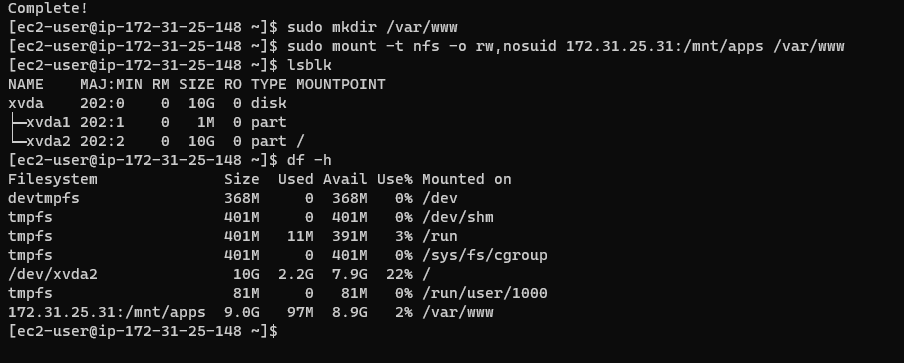 Complete!
[ec2-user@ip-172-31-25-148 ~]$ sudo mkdir /var/www
[ec2-user@ip-172-31-25-148 ~]$ sudo mount -t nfs -o rw,nosuid 172.31.25.31:/mnt/apps /var/www
[ec2-user@ip-172-31-25-148 ~]$ lsblk
NAME    MAJ:MIN RM SIZE RO TYPE MOUNTPOINT
xvda    202:0    0  10G  0 disk
├─xvda1 202:1    0   1M  0 part
└─xvda2 202:2    0  10G  0 part /
[ec2-user@ip-172-31-25-148 ~]$ df -h
Filesystem              Size  Used Avail Use% Mounted on
devtmpfs                368M     0  368M   0% /dev
tmpfs                   401M     0  401M   0% /dev/shm
tmpfs                   401M   11M  391M   3% /run
tmpfs                   401M     0  401M   0% /sys/fs/cgroup
/dev/xvda2               10G  2.2G  7.9G  22% /
tmpfs                    81M     0   81M   0% /run/user/1000
172.31.25.31:/mnt/apps  9.0G   97M  8.9G   2% /var/www
[ec2-user@ip-172-31-25-148 ~]$